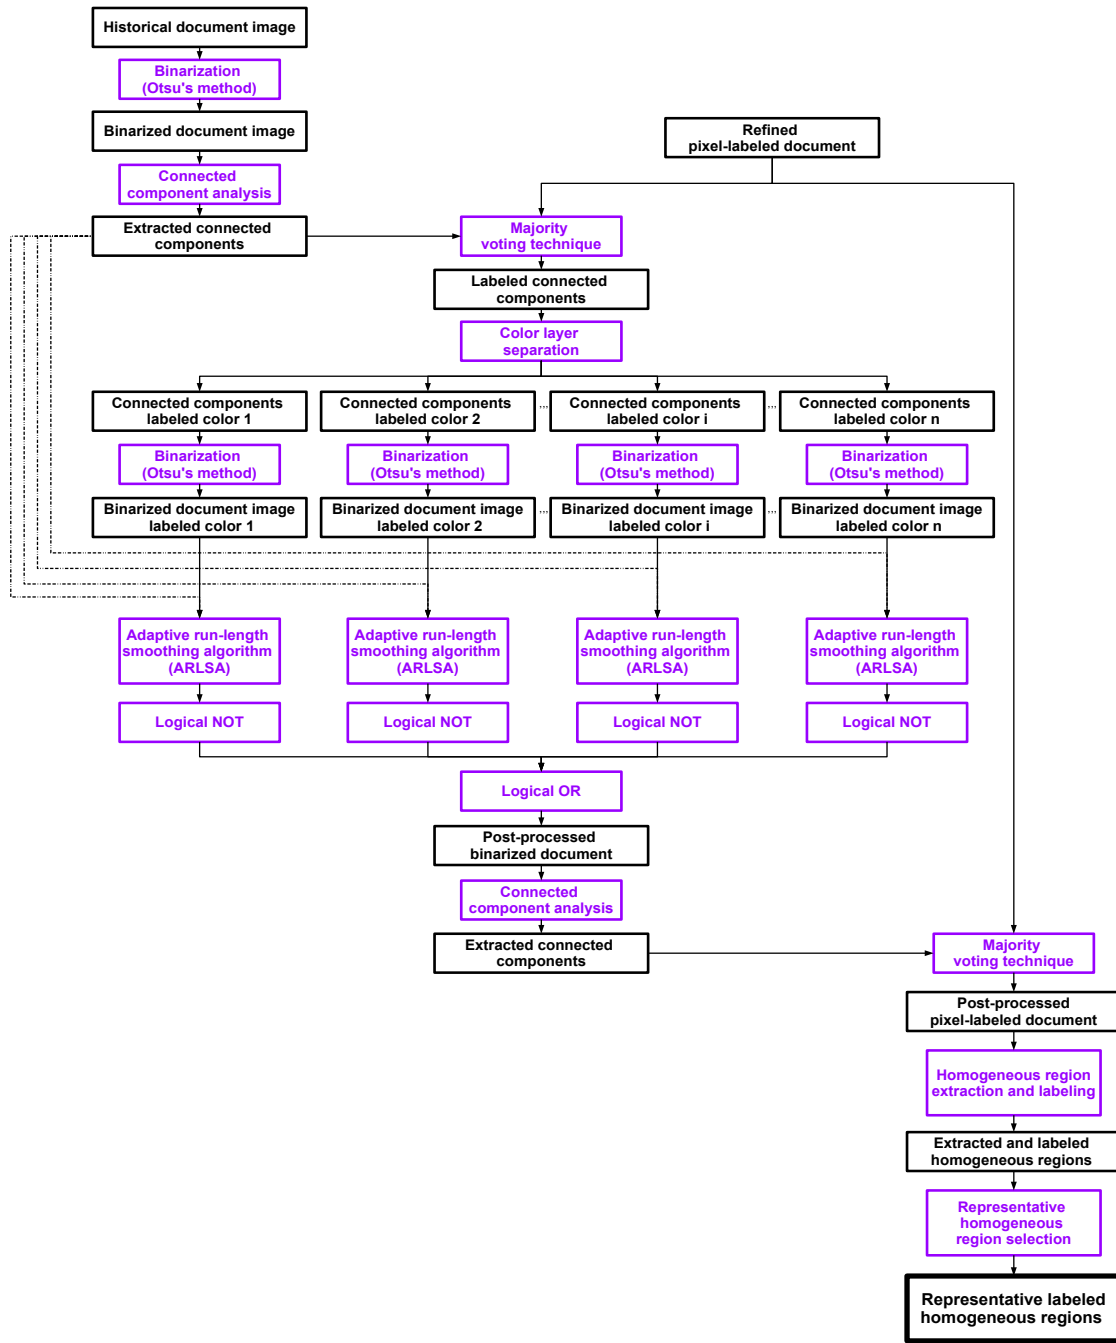 Historical document image
Binarization
(Otsu's method)
Binarized document image
Refined
pixel-labeled document
Connected
component analysis
Extracted connected
components
Majority
voting technique
Labeled connected
components
Color layer
separation
Connected components
labeled color 1
Connected components
labeled color 2
...
Connected components
labeled color i
...
Connected components
labeled color n
Binarization
(Otsu's method)
Binarization
(Otsu's method)
Binarization
(Otsu's method)
Binarization
(Otsu's method)
Binarized document image
labeled color 1
Binarized document image
labeled color 2
...
Binarized document image
labeled color i
...
Binarized document image
labeled color n
Adaptive run-length
smoothing algorithm
(ARLSA)
Adaptive run-length
smoothing algorithm
(ARLSA)
Adaptive run-length
smoothing algorithm
(ARLSA)
Adaptive run-length
smoothing algorithm
(ARLSA)
Logical NOT
Logical NOT
Logical NOT
Logical NOT
Logical OR
Post-processed
binarized document
Connected
component analysis
Extracted connected
components
Majority
voting technique
Post-processed
pixel-labeled document
Homogeneous region
extraction and labeling
Extracted and labeled
homogeneous regions
Representative
homogeneous
region selection
Representative labeled
homogeneous regions